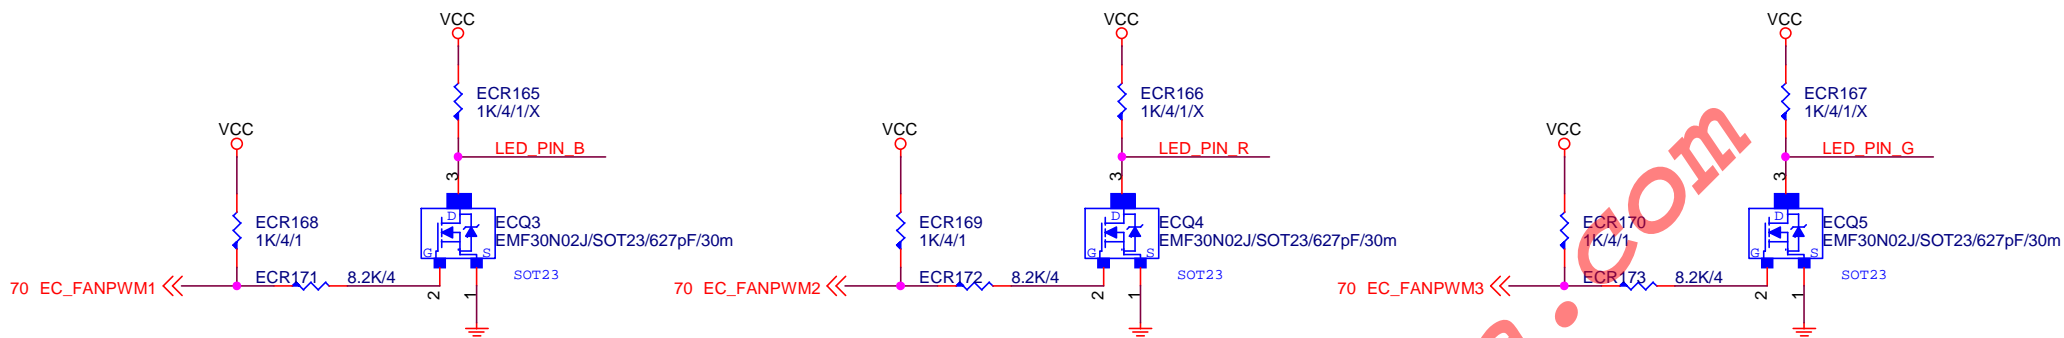 VCC
ECR165
1K/4/1/X
VCC
LED_PIN_B
3
D
G
S
ECQ3
EMF30N02J/SOT23/627pF/30m
ECR168
1K/4/1
SOT23
70 EC_FANPWM1
ECR171
8.2K/4
2
1
VCC
ECR166
1K/4/1/X
VCC
LED_PIN_R
3
D
G
S
ECQ4
EMF30N02J/SOT23/627pF/30m
ECR169
1K/4/1
SOT23
70 EC_FANPWM2
ECR172
8.2K/4
2
1
VCC
ECR167
1K/4/1/X
VCC
LED_PIN_G
3
D
G
S
ECQ5
EMF30N02J/SOT23/627pF/30m
ECR170
1K/4/1
SOT23
70 EC_FANPWM3
ECR173
8.2K/4
2
1
.com